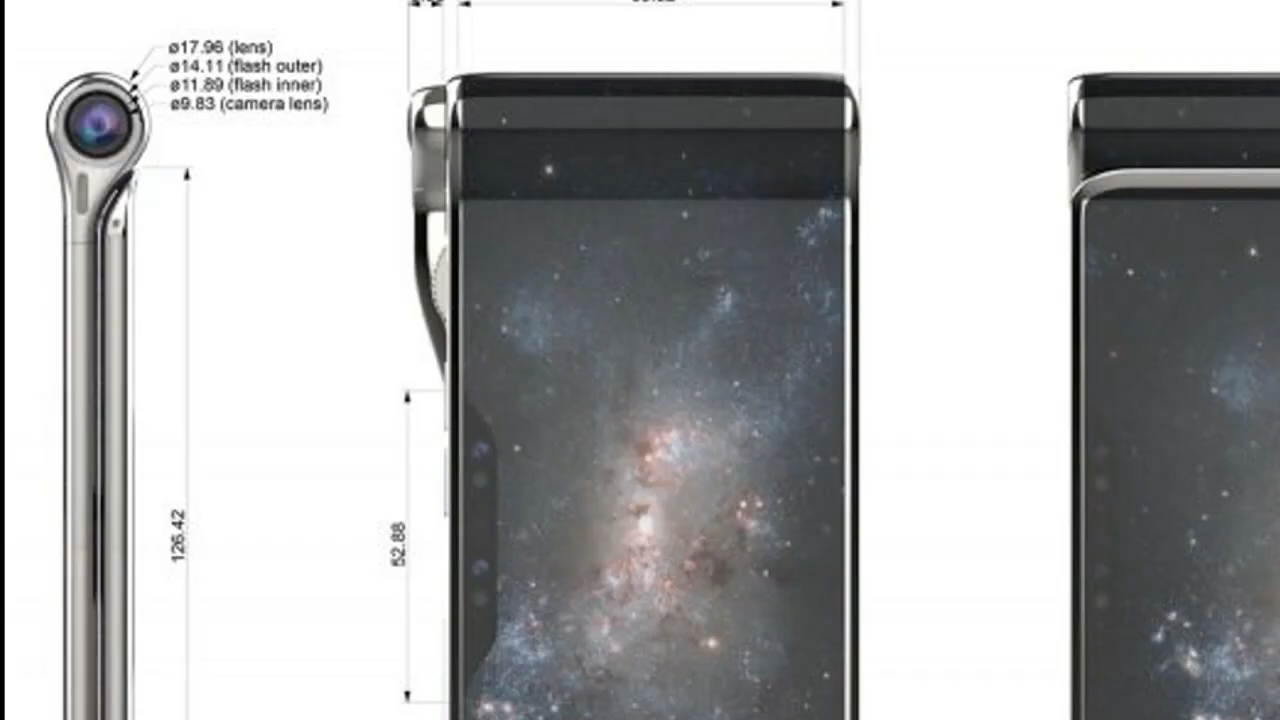 ø17.96 (lens)
ø14.11 (flash outer)
ø11.89 (flash inner)
ø9.83 (camera lens)
126.42
52.88